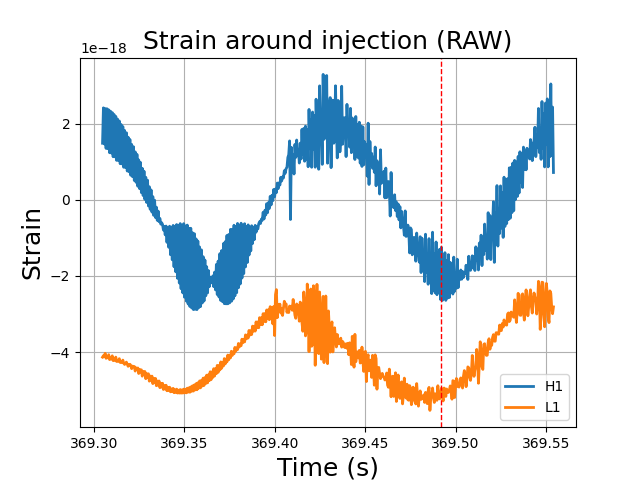 Strain around injection (RAW)
1e−18
Strain
2
0
−2
−4
H1
L1
369.30 369.35 369.40 369.45 369.50 369.55
Time (s)